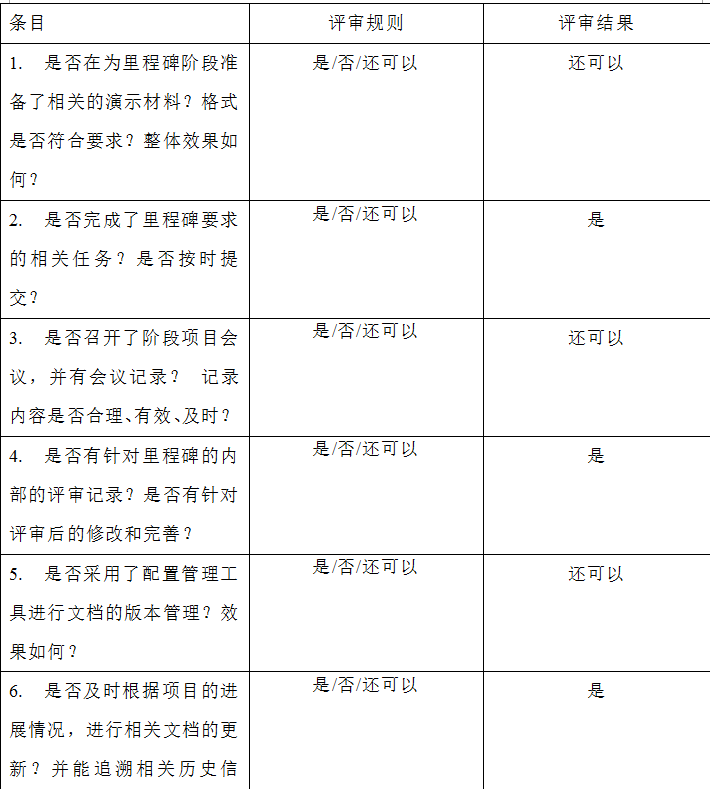 条目 评审规则 评审结果
1. 是否在为里程碑阶段准 是/否/还可以 还可以
备了相关的演示材料？格式
是否符合要求？整体效果如
何？
2. 是否完成了里程碑要求 是/否/还可以 是
的相关任务？是否按时提
交？
3. 是否召开了阶段项目会 是/否/还可以 还可以
议，并有会议记录？ 记录
内容是否合理、有效、及时？
4. 是否有针对里程碑的内 是/否/还可以 是
部的评审记录？是否有针对
评审后的修改和完善？
5. 是否采用了配置管理工 是/否/还可以 还可以
具进行文档的版本管理？效
果如何？
6. 是否及时根据项目的进 是/否/还可以 是
展情况，进行相关文档的更
新？并能追溯相关历史信